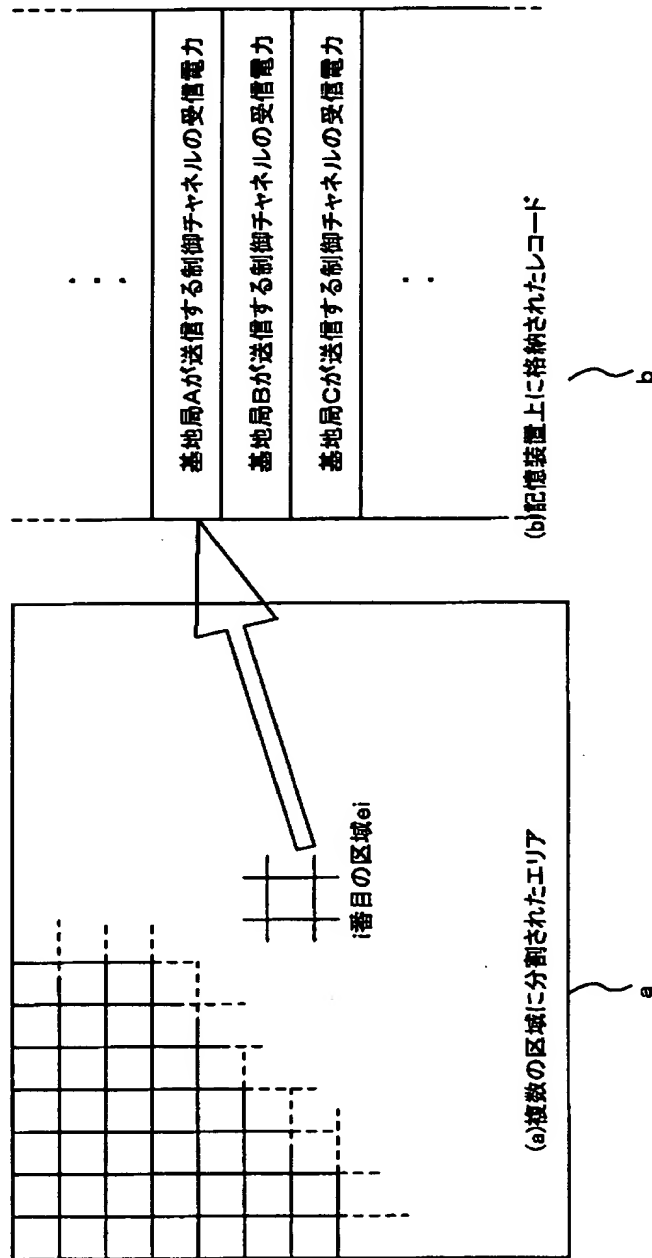 i番目の区域ei
(a)複数の区域に分割されたエリア
a
・・・
基地局Aが送信する制御チャネルの受信電力
基地局Bが送信する制御チャネルの受信電力
基地局Cが送信する制御チャネルの受信電力
・・
(b)記憶装置上に格納されたレコード
b